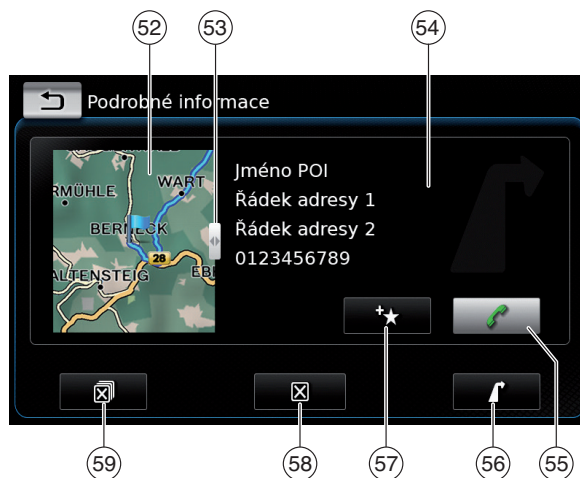 52 53 54
Podrobné informace
RMÜHLE
WART
BERNECK
28
ALTENSTEIG
EB
Jméno POI
Řádek adresy 1
Řádek adresy 2
0123456789
59 58 57 56 55